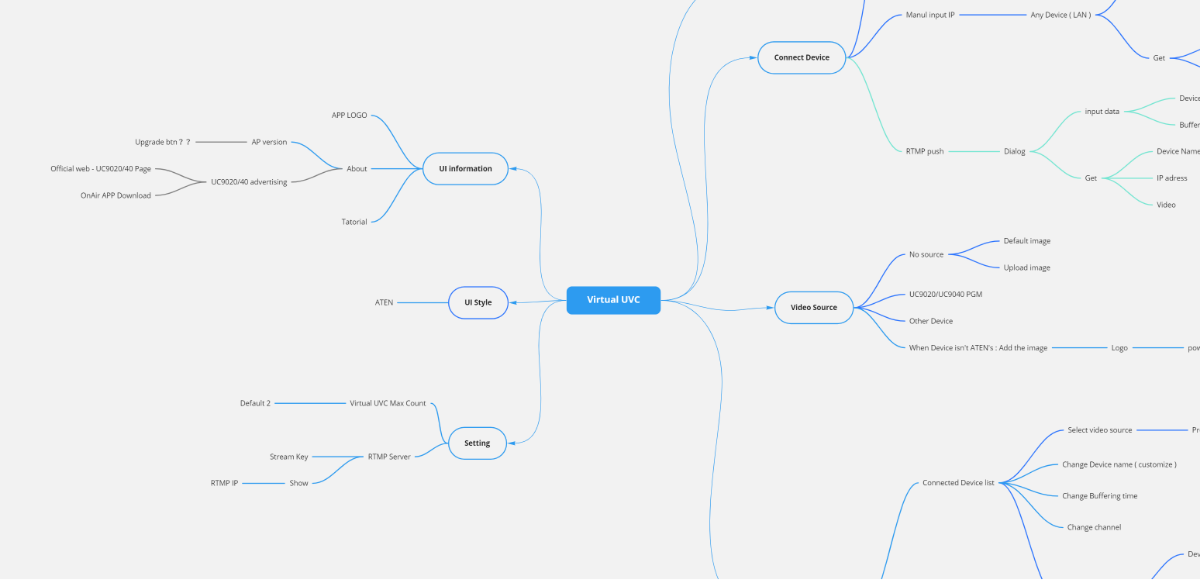 Virtual UVC
UI information
APP LOGO
About
AP version
Upgrade btn？？
UC9020/40 advertising
Official web - UC9020/40 Page
OnAir APP Download
Tatorial
UI Style
ATEN
Setting
Virtual UVC Max Count
Default 2
RTMP Server
Stream Key
Show
RTMP IP
Connect Device
Manul input IP
Any Device ( LAN )
Get
RTMP push
Dialog
input data
Device
Get
Device Name
IP adress
Video
Video Source
No source
Default image
Upload image
UC9020/UC9040 PGM
Other Device
When Device isn't ATEN's : Add the image
Logo
Connected Device list
Select video source
Change Device name ( customize )
Change Buffering time
Change channel